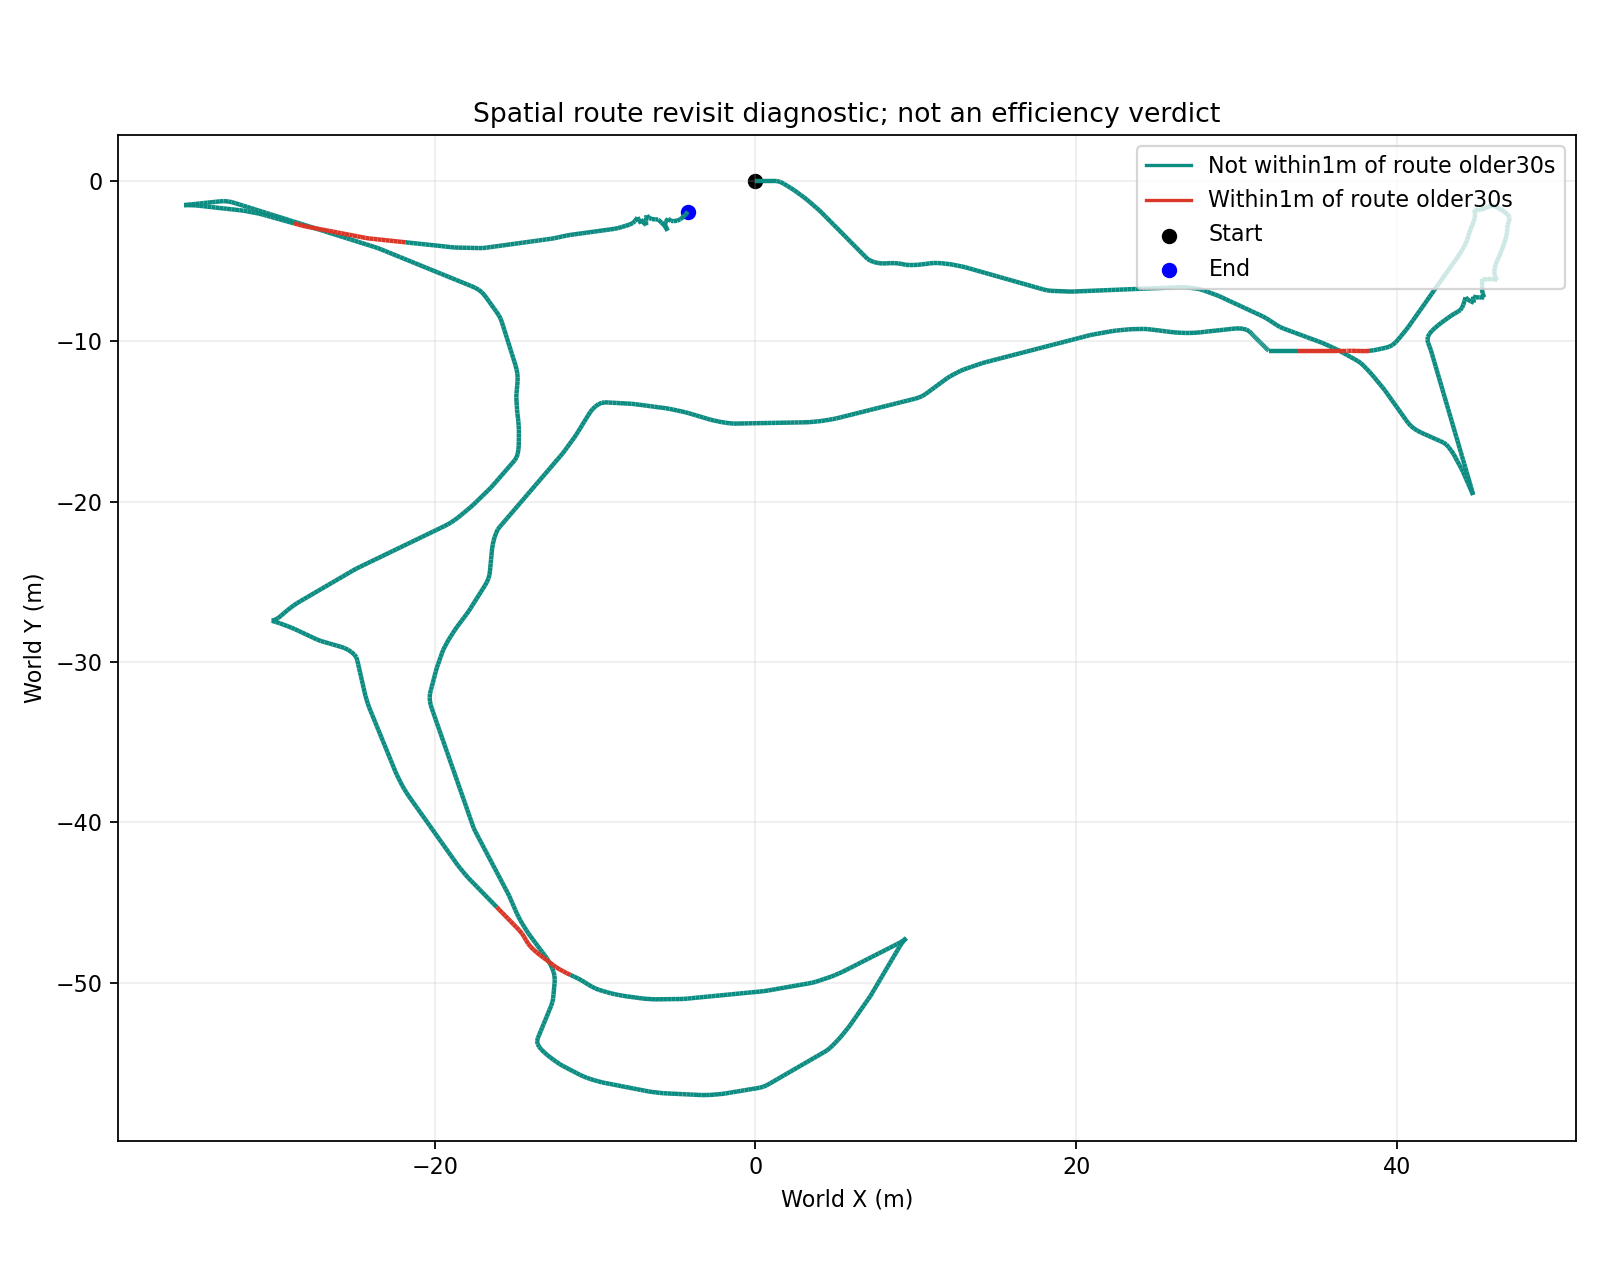 Spatial route revisit diagnostic; not an efficiency verdict
Not within1m of route older30s
Within1m of route older30s
Start
End
0
−10
−20
−30
−40
−50
World Y (m)
−20
0
20
40
World X (m)